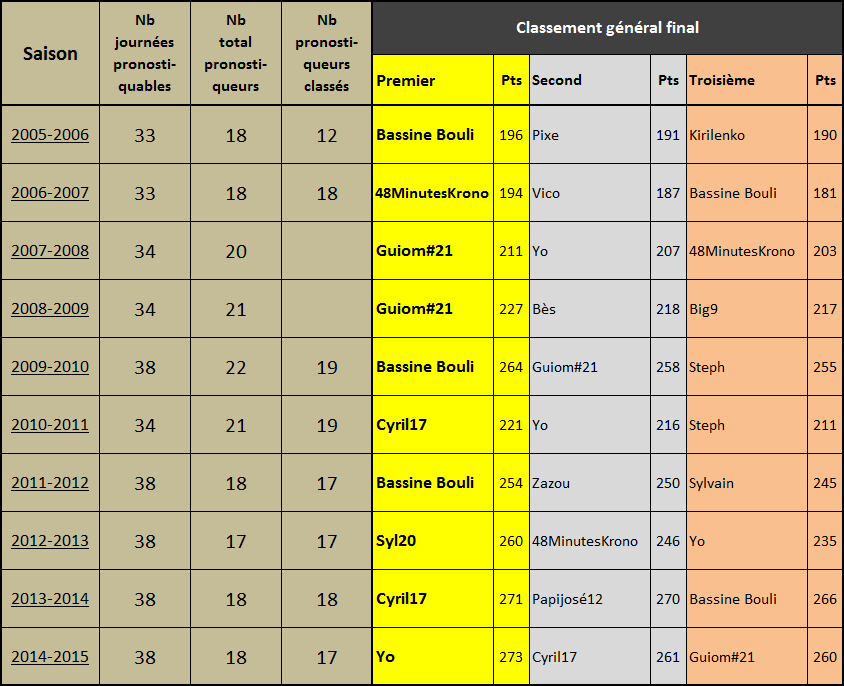 Saison
Nb
journées
pronosti-
quables
Nb
total
pronosti-
queurs
Nb
pronosti-
queurs
classés
Classement général final
Premier Pts Second Pts Troisième Pts
2005-2006 33 18 12 Bassine Bouli 196 Pixe 191 Kirilenko 190
2006-2007 33 18 18 48MinutesKrono 194 Vico 187 Bassine Bouli 181
2007-2008 34 20 Guiom#21 211 Yo 207 48MinutesKrono 203
2008-2009 34 21 Guiom#21 227 Bès 218 Big9 217
2009-2010 38 22 19 Bassine Bouli 264 Guiom#21 258 Steph 255
2010-2011 34 21 19 Cyril17 221 Yo 216 Steph 211
2011-2012 38 18 17 Bassine Bouli 254 Zazou 250 Sylvain 245
2012-2013 38 17 17 Syl20 260 48MinutesKrono 246 Yo 235
2013-2014 38 18 18 Cyril17 271 Papijosé12 270 Bassine Bouli 266
2014-2015 38 18 17 Yo 273 Cyril17 261 Guiom#21 260